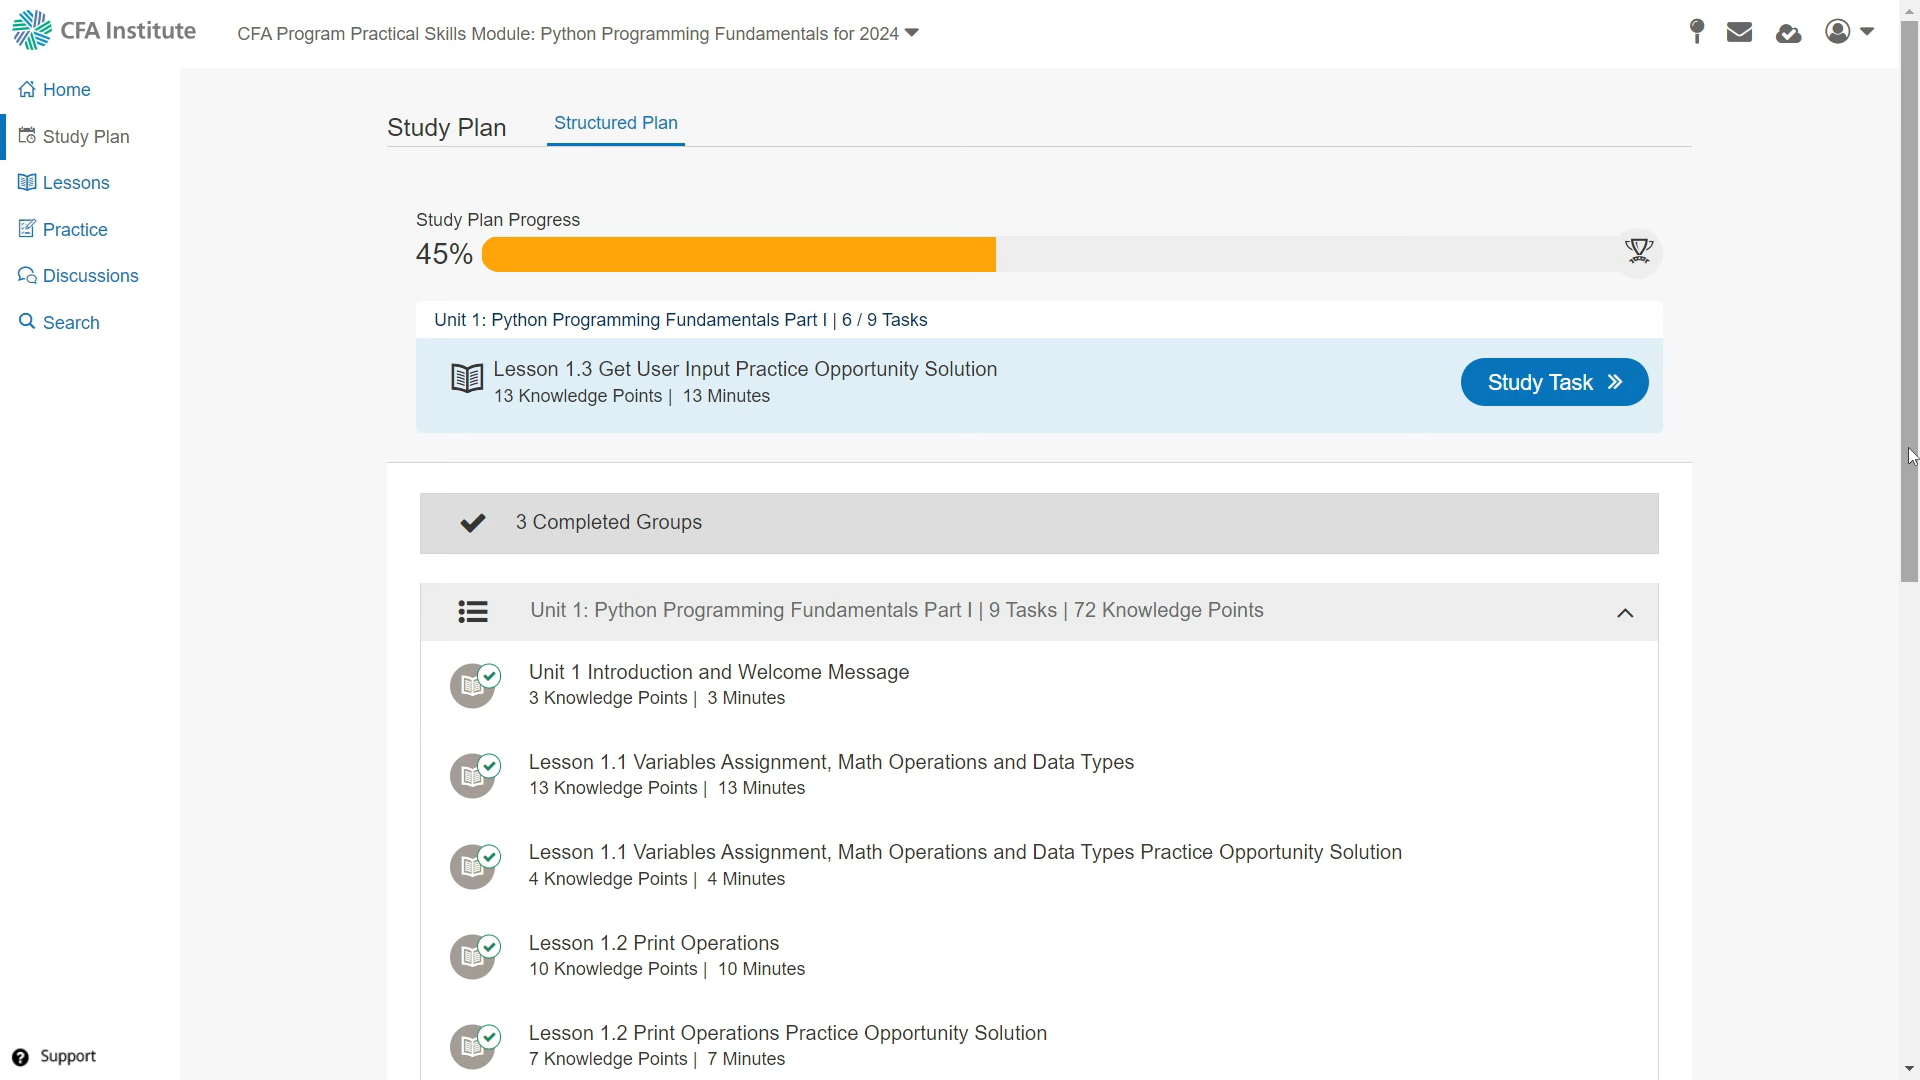 CFA Institute
CFA Program Practical Skills Module: Python Programming Fundamentals for 2024
Home
Study Plan
Lessons
Practice
Discussions
Search
Support
Study Plan
Structured Plan
Study Plan Progress
45%
Unit 1: Python Programming Fundamentals Part I | 6 / 9 Tasks
Lesson 1.3 Get User Input Practice Opportunity Solution
13 Knowledge Points | 13 Minutes
Study Task
3 Completed Groups
Unit 1: Python Programming Fundamentals Part I | 9 Tasks | 72 Knowledge Points
Unit 1 Introduction and Welcome Message
3 Knowledge Points | 3 Minutes
Lesson 1.1 Variables Assignment, Math Operations and Data Types
13 Knowledge Points | 13 Minutes
Lesson 1.1 Variables Assignment, Math Operations and Data Types Practice Opportunity Solution
4 Knowledge Points | 4 Minutes
Lesson 1.2 Print Operations
10 Knowledge Points | 10 Minutes
Lesson 1.2 Print Operations Practice Opportunity Solution
7 Knowledge Points | 7 Minutes